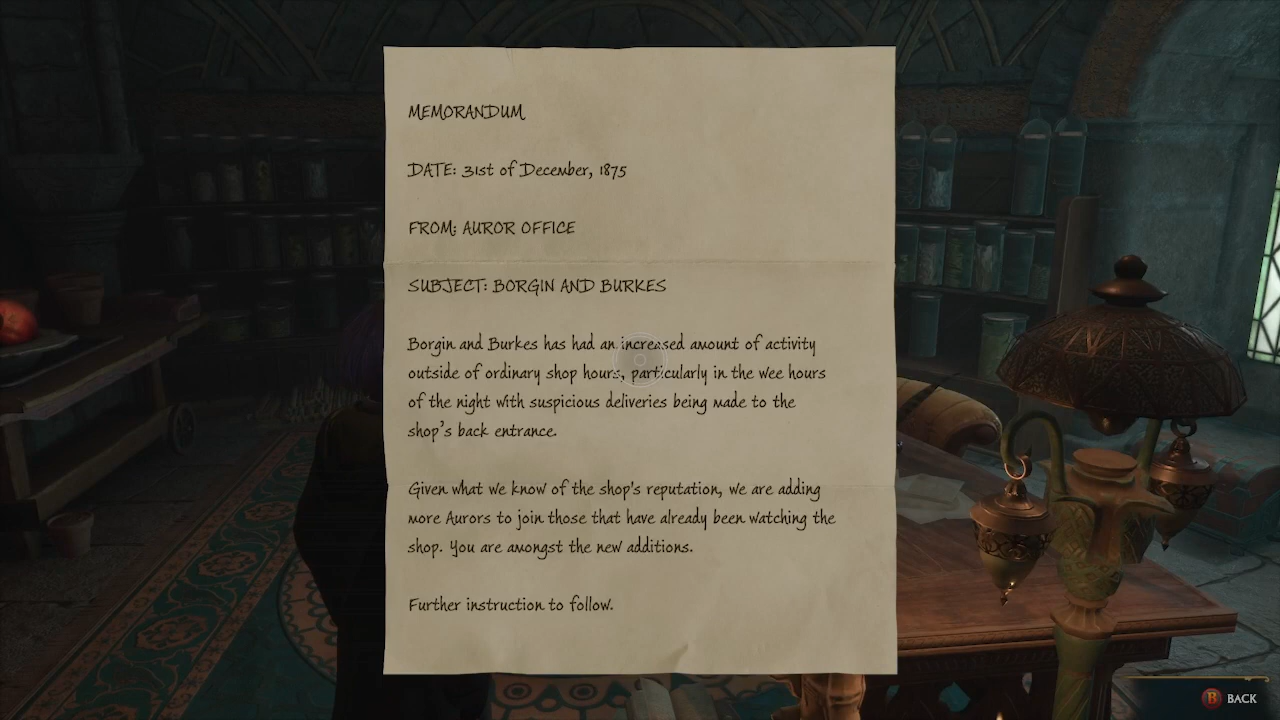 MEMORANDUM
DATE: 31st of December, 1875
FROM: AUROR OFFICE
SUBJECT: BORGIN AND BURKES
Borgin and Burkes has had an increased amount of activity
outside of ordinary shop hours, particularly in the wee hours
of the night with suspicious deliveries being made to the
shop's back entrance.
Given what we know of the shop's reputation, we are adding
more Aurors to join those that have already been watching the
shop. You are amongst the new additions.
Further instruction to follow.
B BACK